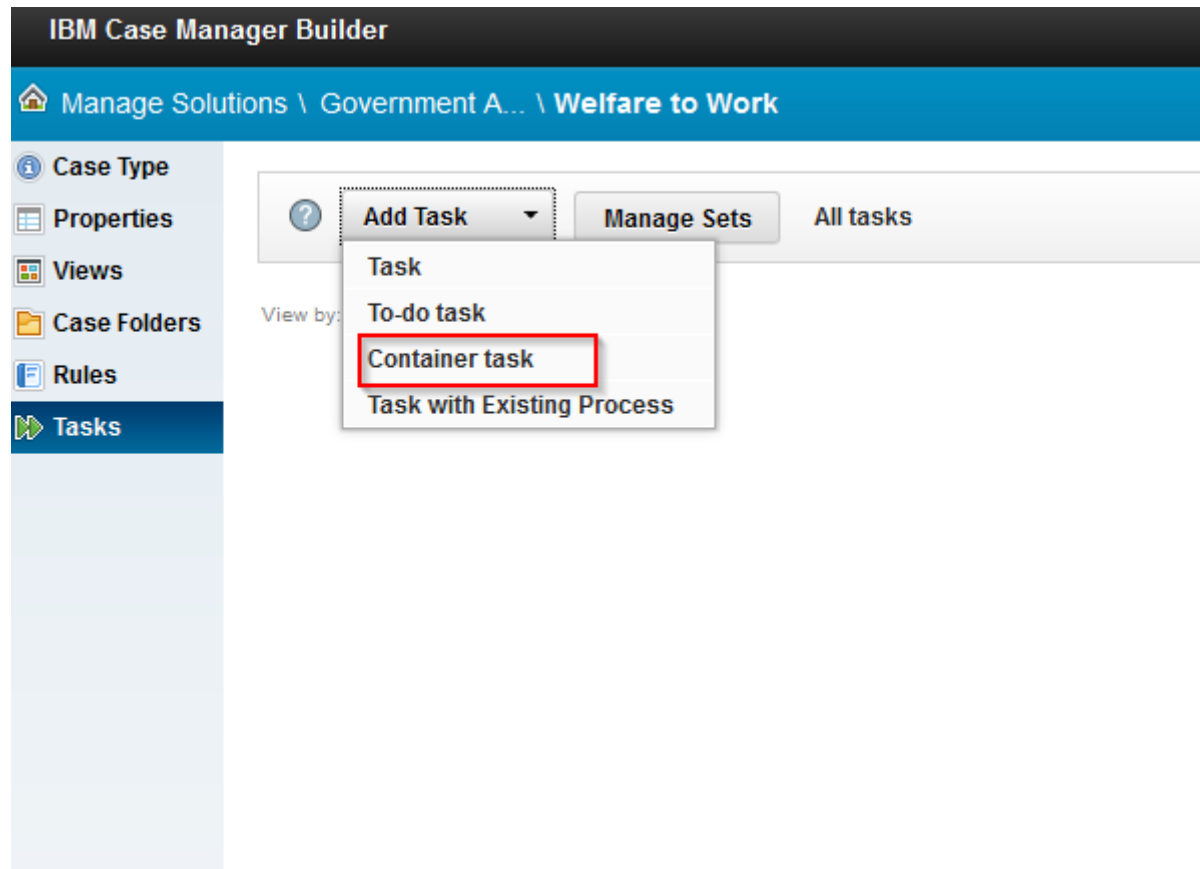 IBM Case Manager Builder
Manage Solutions \ Government A... \ Welfare to Work
Case Type
Properties
Views
Case Folders
Rules
Tasks
? Add Task Manage Sets All tasks
Task
To-do task
Container task
Task with Existing Process
View by: